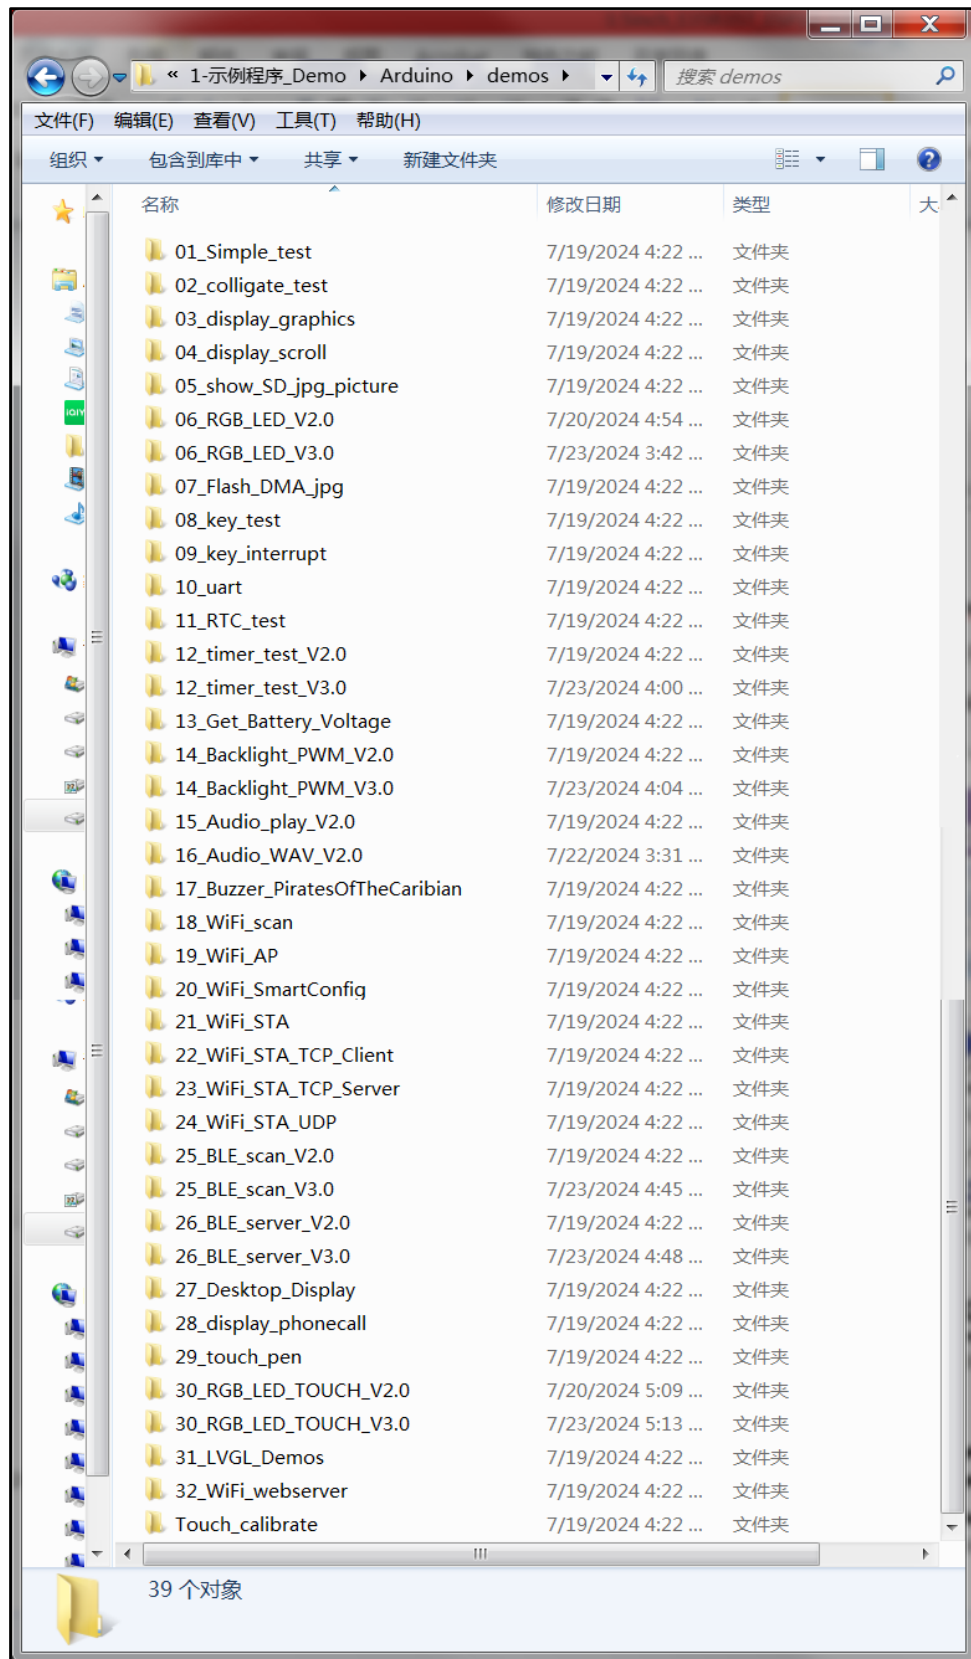 « 1-示例程序_Demo Arduino demos 搜索 demos
文件(F) 编辑(E) 查看(V) 工具(T) 帮助(H)
组织 包含到库中 共享 新建文件夹
名称 修改日期 类型 大
01_Simple_test 7/19/2024 4:22 ... 文件夹
02_colligate_test 7/19/2024 4:22 ... 文件夹
03_display_graphics 7/19/2024 4:22 ... 文件夹
04_display_scroll 7/19/2024 4:22 ... 文件夹
05_show_SD_jpg_picture 7/19/2024 4:22 ... 文件夹
06_RGB_LED_V2.0 7/20/2024 4:54 ... 文件夹
06_RGB_LED_V3.0 7/23/2024 3:42 ... 文件夹
07_Flash_DMA_jpg 7/19/2024 4:22 ... 文件夹
08_key_test 7/19/2024 4:22 ... 文件夹
09_key_interrupt 7/19/2024 4:22 ... 文件夹
10_uart 7/19/2024 4:22 ... 文件夹
11_RTC_test 7/19/2024 4:22 ... 文件夹
12_timer_test_V2.0 7/19/2024 4:22 ... 文件夹
12_timer_test_V3.0 7/23/2024 4:00 ... 文件夹
13_Get_Battery_Voltage 7/19/2024 4:22 ... 文件夹
14_Backlight_PWM_V2.0 7/19/2024 4:22 ... 文件夹
14_Backlight_PWM_V3.0 7/23/2024 4:04 ... 文件夹
15_Audio_play_V2.0 7/19/2024 4:22 ... 文件夹
16_Audio_WAV_V2.0 7/22/2024 3:31 ... 文件夹
17_Buzzer_PiratesOfTheCaribian 7/19/2024 4:22 ... 文件夹
18_WiFi_scan 7/19/2024 4:22 ... 文件夹
19_WiFi_AP 7/19/2024 4:22 ... 文件夹
20_WiFi_SmartConfig 7/19/2024 4:22 ... 文件夹
21_WiFi_STA 7/19/2024 4:22 ... 文件夹
22_WiFi_STA_TCP_Client 7/19/2024 4:22 ... 文件夹
23_WiFi_STA_TCP_Server 7/19/2024 4:22 ... 文件夹
24_WiFi_STA_UDP 7/19/2024 4:22 ... 文件夹
25_BLE_scan_V2.0 7/19/2024 4:22 ... 文件夹
25_BLE_scan_V3.0 7/23/2024 4:45 ... 文件夹
26_BLE_server_V2.0 7/19/2024 4:22 ... 文件夹
26_BLE_server_V3.0 7/23/2024 4:48 ... 文件夹
27_Desktop_Display 7/19/2024 4:22 ... 文件夹
28_display_phonecall 7/19/2024 4:22 ... 文件夹
29_touch_pen 7/19/2024 4:22 ... 文件夹
30_RGB_LED_TOUCH_V2.0 7/20/2024 5:09 ... 文件夹
30_RGB_LED_TOUCH_V3.0 7/23/2024 5:13 ... 文件夹
31_LVGL_Demos 7/19/2024 4:22 ... 文件夹
32_WiFi_webserver 7/19/2024 4:22 ... 文件夹
Touch_calibrate 7/19/2024 4:22 ... 文件夹
39 个对象